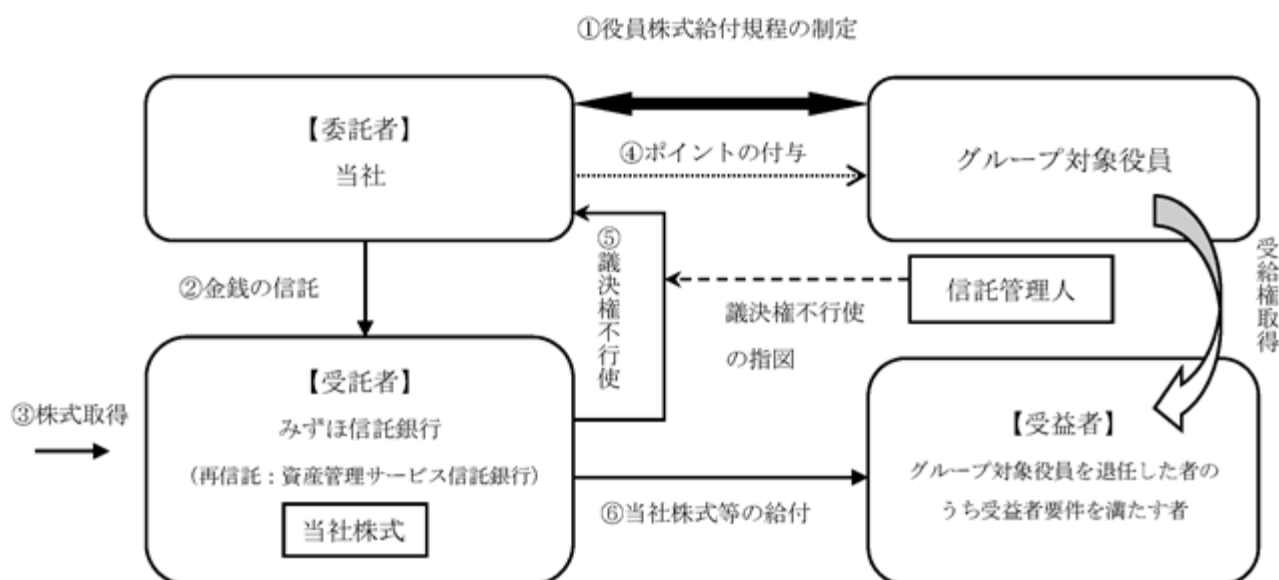 ①役員株式給付規程の制定
【委託者】
当社
④ポイントの付与
グループ対象役員
②金銭の信託
⑤議決権不行使
議決権不行使
の指図
信託管理人
受給権取得
③株式取得
【受託者】
みずほ信託銀行
（再信託：資産管理サービス信託銀行）
当社株式
⑥当社株式等の給付
【受益者】
グループ対象役員を退任した者の
うち受益者要件を満たす者